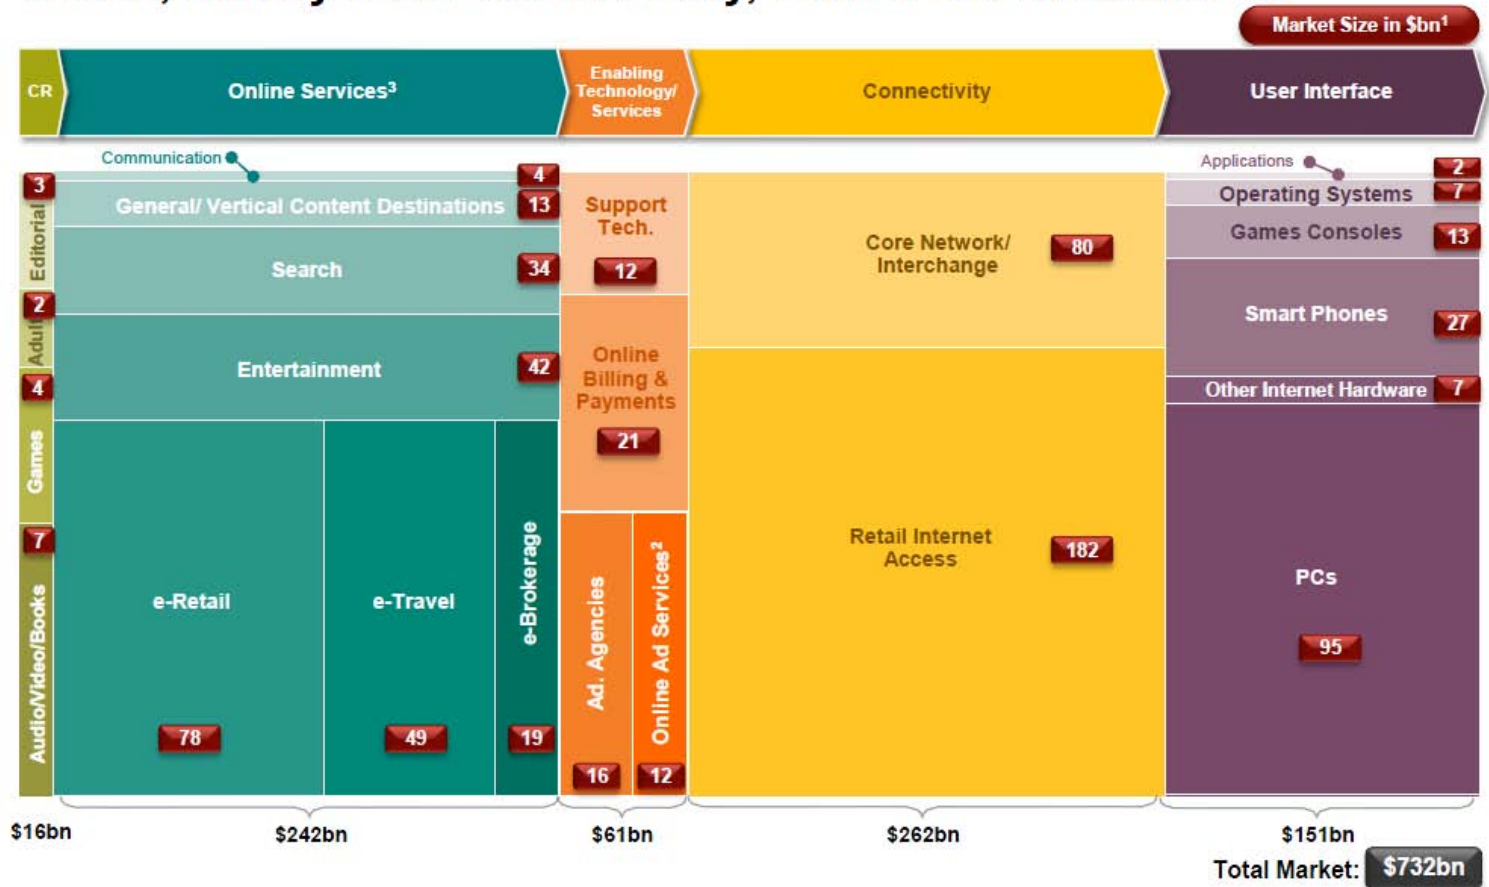 Market Size in $bn¹
CR
Online Services³
Enabling
Technology/
Services
Connectivity
User Interface
Communication
Applications
3
Editorial
2
Adult
4
Games
7
Audio/Video/Books
4
General/ Vertical Content Destinations 13
Search 34
Entertainment 42
e-Retail
78
e-Travel
49
e-Brokerage
19
Support
Tech.
12
Online
Billing &
Payments
21
Ad. Agencies
16
Online Ad Services²
12
Core Network/
Interchange
80
Retail Internet
Access
182
2
Operating Systems 7
Games Consoles 13
Smart Phones 27
Other Internet Hardware 7
PCs
95
$16bn
$242bn
$61bn
$262bn
$151bn
Total Market: $732bn